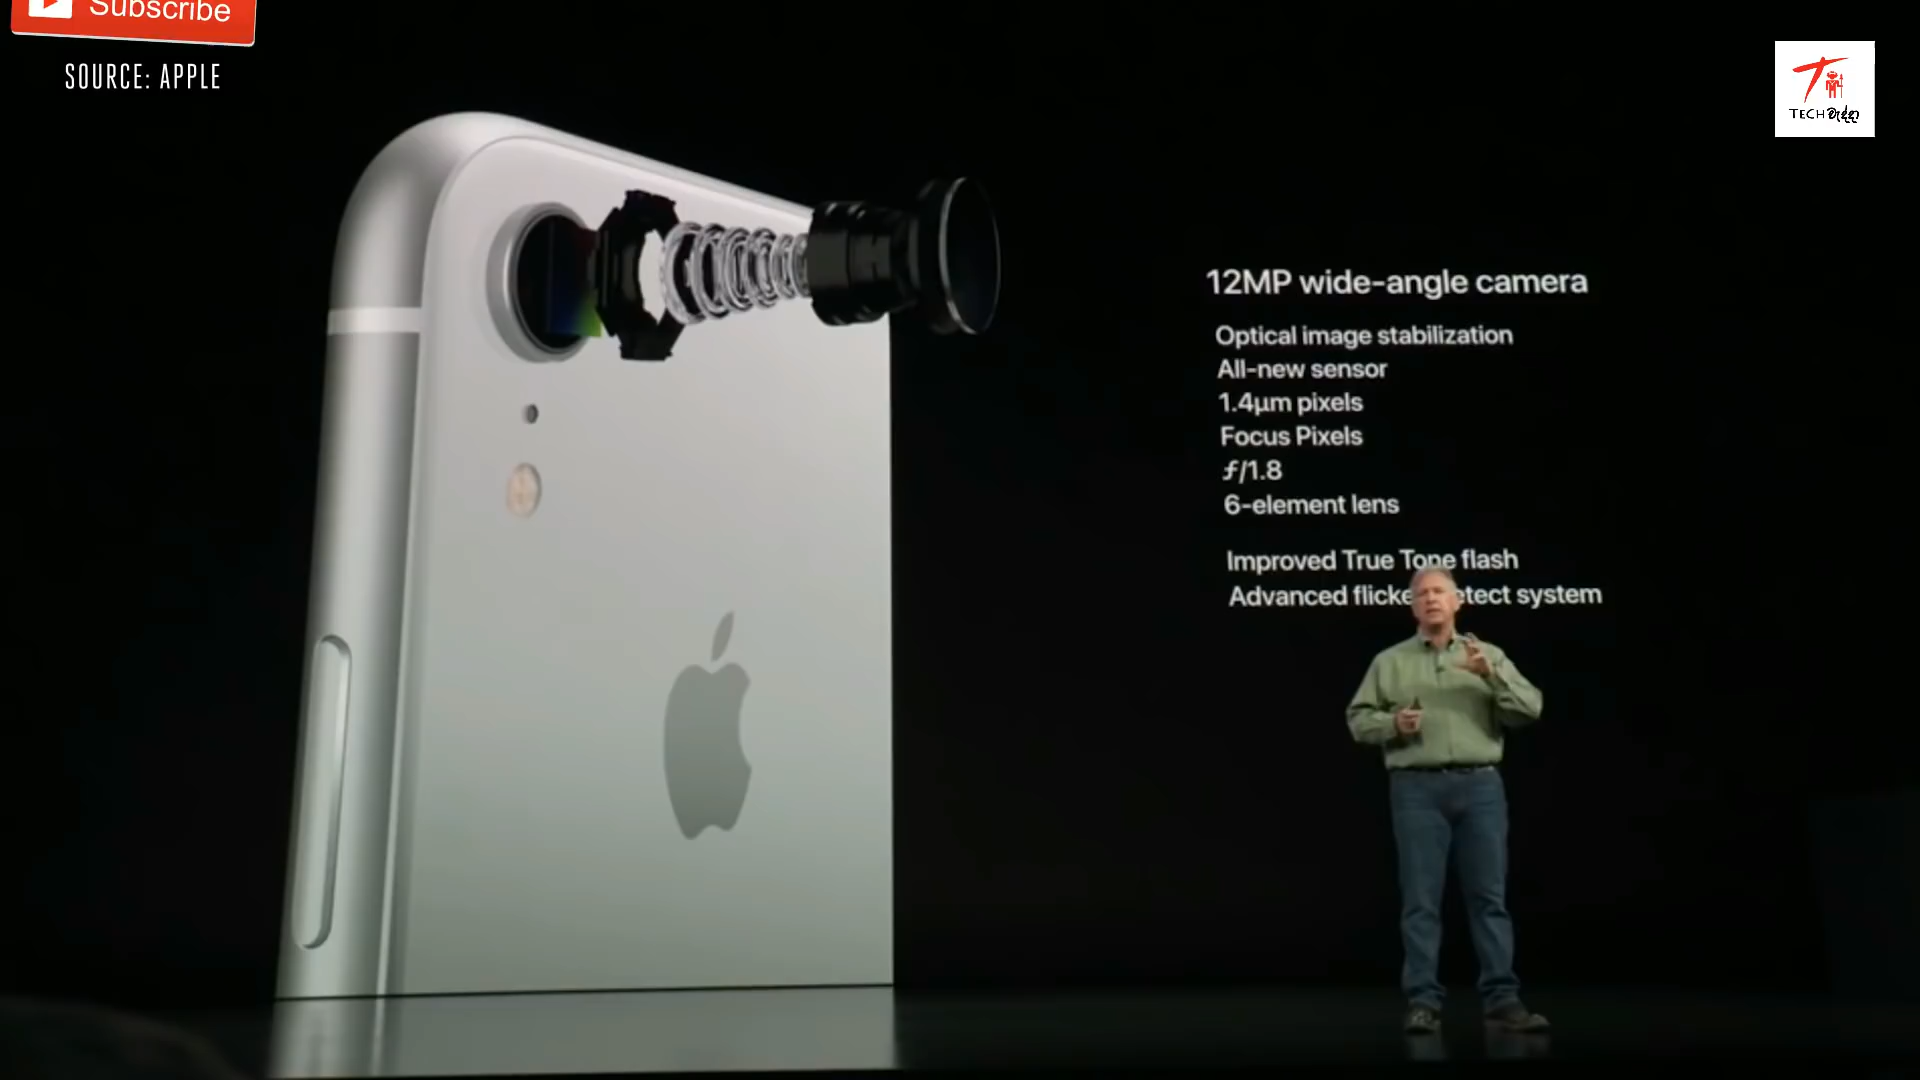 Subscribe
SOURCE: APPLE
TECH
12MP wide-angle camera
Optical image stabilization
All-new sensor
1.4µm pixels
Focus Pixels
ƒ/1.8
6-element lens
Improved True Tone flash
Advanced flicke etect system